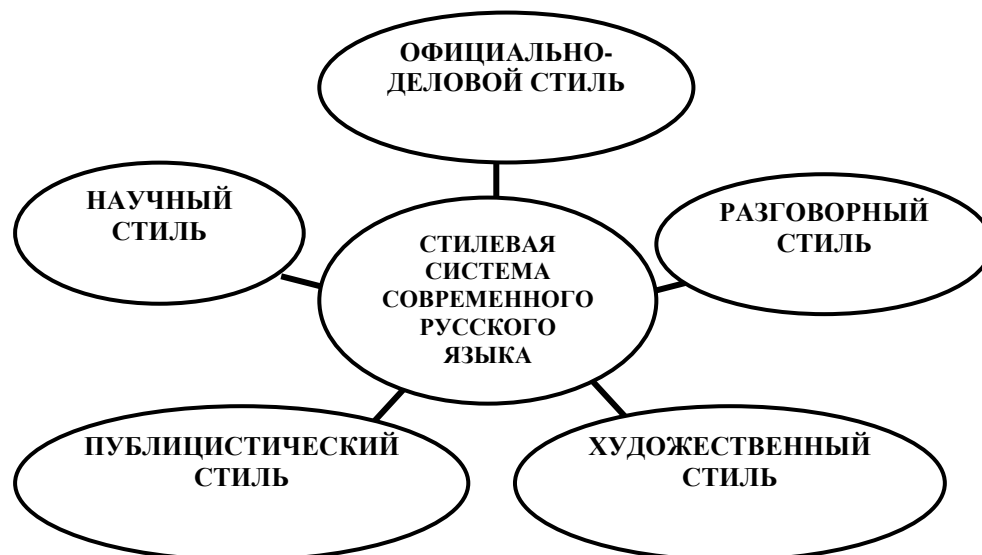 ОФИЦИАЛЬНО-
ДЕЛОВОЙ СТИЛЬ
НАУЧНЫЙ
СТИЛЬ
РАЗГОВОРНЫЙ
СТИЛЬ
СТИЛЕВАЯ
СИСТЕМА
СОВРЕМЕННОГО
РУССКОГО
ЯЗЫКА
ПУБЛИЦИСТИЧЕСКИЙ
СТИЛЬ
ХУДОЖЕСТВЕННЫЙ
СТИЛЬ